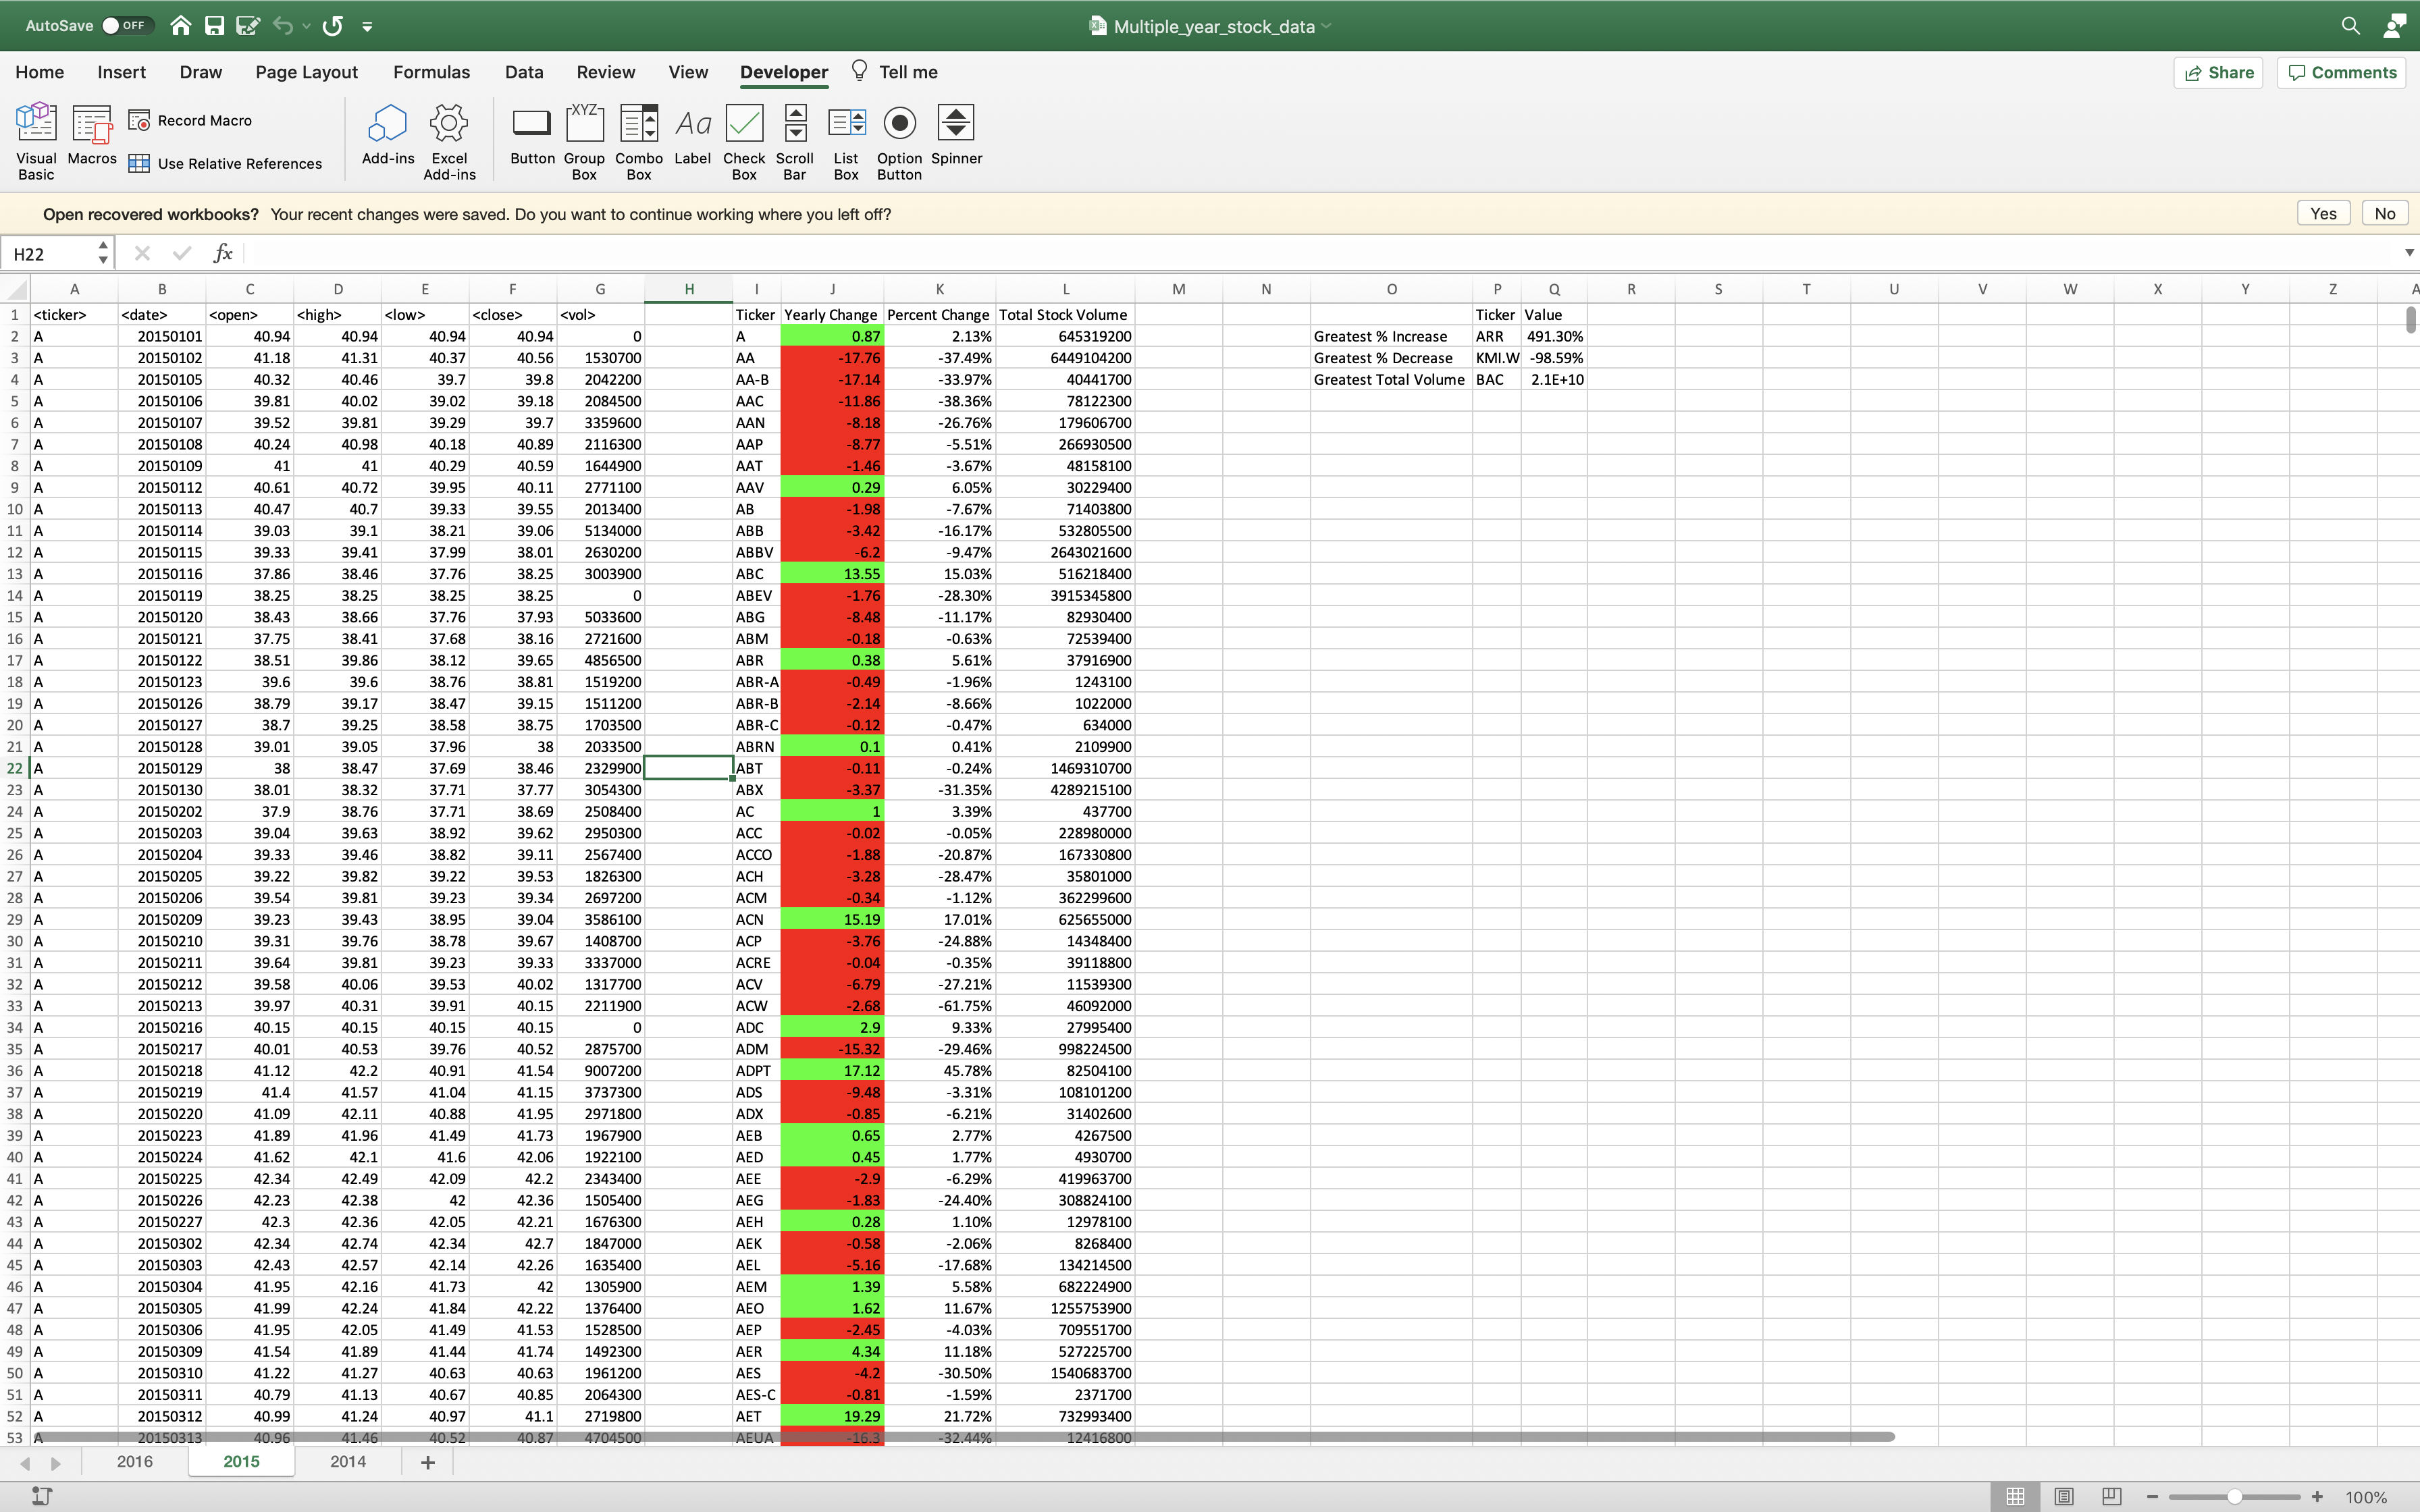 AutoSave OFF Multiple_year_stock_data
Home Insert Draw Page Layout Formulas Data Review View Developer Tell me Share Comments
Visual Basic Macros Record Macro Use Relative References Add-ins Excel Add-ins Button Group Box Combo Box Label Check Box Scroll Bar List Box Option Button Spinner
XYZ Aa
Open recovered workbooks? Your recent changes were saved. Do you want to continue working where you left off? Yes No
H22 fx
A B C D E F G H I J K L M N O P Q R S T U V W X Y Z A
1 <ticker> <date> <open> <high> <low> <close> <vol> Ticker Yearly Change Percent Change Total Stock Volume Ticker Value
2 A 20150101 40.94 40.94 40.94 40.94 0 A 0.87 2.13% 645319200 Greatest % Increase ARR 491.30%
3 A 20150102 41.18 41.31 40.37 40.56 1530700 AA -17.76 -37.49% 6449104200 Greatest % Decrease KMI.W -98.59%
4 A 20150105 40.32 40.46 39.7 39.8 2042200 AA-B -17.14 -33.97% 40441700 Greatest Total Volume BAC 2.1E+10
5 A 20150106 39.81 40.02 39.02 39.18 2084500 AAC -11.86 -38.36% 78122300
6 A 20150107 39.52 39.81 39.29 39.7 3359600 AAN -8.18 -26.76% 179606700
7 A 20150108 40.24 40.98 40.18 40.89 2116300 AAP -8.77 -5.51% 266930500
8 A 20150109 41 41 40.29 40.59 1644900 AAT -1.46 -3.67% 48158100
9 A 20150112 40.61 40.72 39.95 40.11 2771100 AAV 0.29 6.05% 30229400
10 A 20150113 40.47 40.7 39.33 39.55 2013400 AB -1.98 -7.67% 71403800
11 A 20150114 39.03 39.1 38.21 39.06 5134000 ABB -3.42 -16.17% 532805500
12 A 20150115 39.33 39.41 37.99 38.01 2630200 ABBV -6.2 -9.47% 2643021600
13 A 20150116 37.86 38.46 37.76 38.25 3003900 ABC 13.55 15.03% 516218400
14 A 20150119 38.25 38.25 38.25 38.25 0 ABEV -1.76 -28.30% 3915345800
15 A 20150120 38.43 38.66 37.76 37.93 5033600 ABG -8.48 -11.17% 82930400
16 A 20150121 37.75 38.41 37.68 38.16 2721600 ABM -0.18 -0.63% 72539400
17 A 20150122 38.51 39.86 38.12 39.65 4856500 ABR 0.38 5.61% 37916900
18 A 20150123 39.6 39.6 38.76 38.81 1519200 ABR-A -0.49 -1.96% 1243100
19 A 20150126 38.79 39.17 38.47 39.15 1511200 ABR-B -2.14 -8.66% 1022000
20 A 20150127 38.7 39.25 38.58 38.75 1703500 ABR-C -0.12 -0.47% 634000
21 A 20150128 39.01 39.05 37.96 38 2033500 ABRN 0.1 0.41% 2109900
22 A 20150129 38 38.47 37.69 38.46 2329900 ABT -0.11 -0.24% 1469310700
23 A 20150130 38.01 38.32 37.71 37.77 3054300 ABX -3.37 -31.35% 4289215100
24 A 20150202 37.9 38.76 37.71 38.69 2508400 AC 1 3.39% 437700
25 A 20150203 39.04 39.63 38.92 39.62 2950300 ACC -0.02 -0.05% 228980000
26 A 20150204 39.33 39.46 38.82 39.11 2567400 ACCO -1.88 -20.87% 167330800
27 A 20150205 39.22 39.82 39.22 39.53 1826300 ACH -3.28 -28.47% 35801000
28 A 20150206 39.54 39.81 39.23 39.34 2697200 ACM -0.34 -1.12% 362299600
29 A 20150209 39.23 39.43 38.95 39.04 3586100 ACN 15.19 17.01% 625655000
30 A 20150210 39.31 39.76 38.78 39.67 1408700 ACP -3.76 -24.88% 14348400
31 A 20150211 39.64 39.81 39.23 39.33 3337000 ACRE -0.04 -0.35% 39118800
32 A 20150212 39.58 40.06 39.53 40.02 1317700 ACV -6.79 -27.21% 11539300
33 A 20150213 39.97 40.31 39.91 40.15 2211900 ACW -2.68 -61.75% 46092000
34 A 20150216 40.15 40.15 40.15 40.15 0 ADC 2.9 9.33% 27995400
35 A 20150217 40.01 40.53 39.76 40.52 2875700 ADM -15.32 -29.46% 998224500
36 A 20150218 41.12 42.2 40.91 41.54 9007200 ADPT 17.12 45.78% 82504100
37 A 20150219 41.4 41.57 41.04 41.15 3737300 ADS -9.48 -3.31% 108101200
38 A 20150220 41.09 42.11 40.88 41.95 2971800 ADX -0.85 -6.21% 31402600
39 A 20150223 41.89 41.96 41.49 41.73 1967900 AEB 0.65 2.77% 4267500
40 A 20150224 41.62 42.1 41.6 42.06 1922100 AED 0.45 1.77% 4930700
41 A 20150225 42.34 42.49 42.09 42.2 2343400 AEE -2.9 -6.29% 419963700
42 A 20150226 42.23 42.38 42 42.36 1505400 AEG -1.83 -24.40% 308824100
43 A 20150227 42.3 42.36 42.05 42.21 1676300 AEH 0.28 1.10% 12978100
44 A 20150302 42.34 42.74 42.34 42.7 1847000 AEK -0.58 -2.06% 8268400
45 A 20150303 42.43 42.57 42.14 42.26 1635400 AEL -5.16 -17.68% 134214500
46 A 20150304 41.95 42.16 41.73 42 1305900 AEM 1.39 5.58% 682224900
47 A 20150305 41.99 42.24 41.84 42.22 1376400 AEO 1.62 11.67% 1255753900
48 A 20150306 41.95 42.05 41.49 41.53 1528500 AEP -2.45 -4.03% 709551700
49 A 20150309 41.54 41.89 41.44 41.74 1492300 AER 4.34 11.18% 527225700
50 A 20150310 41.22 41.27 40.63 40.63 1961200 AES -4.2 -30.50% 1540683700
51 A 20150311 40.79 41.13 40.67 40.85 2064300 AES-C -0.81 -1.59% 2371700
52 A 20150312 40.99 41.24 40.97 41.1 2719800 AET 19.29 21.72% 732993400
53 A 20150313 40.96 41.46 40.52 40.87 4704500 AEUA -16.3 -32.44% 12416800
2016 2015 2014 +
100%